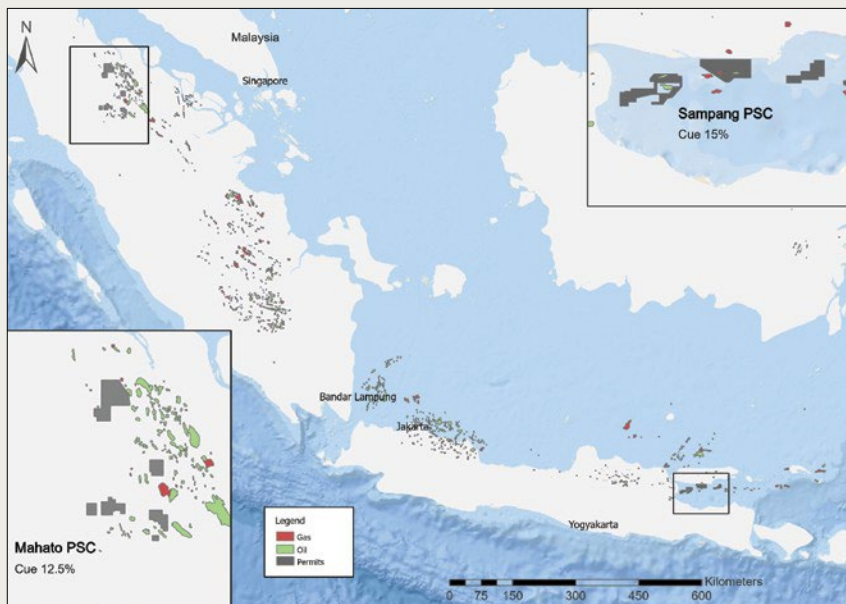 N
Malaysia
Singapore
Sampang PSC
Cue 15%
Bandar Lampung
Jakarta
Yogyakarta
Mahato PSC
Cue 12.5%
Legend
Gas
Oil
Permits
Kilometers
0 75 150 300 450 600